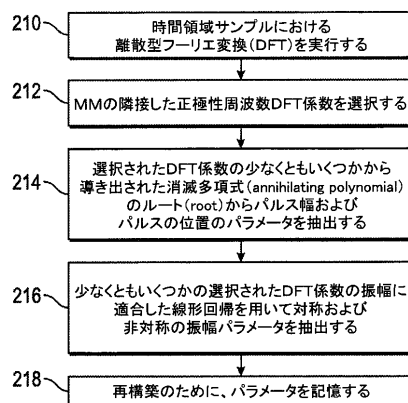 210
時間領域サンプルにおける
離散型フーリエ変換(DFT)を実行する
212
MMの隣接した正極性周波数DFT係数を選択する
214
選択されたDFT係数の少なくともいくつかから
導き出された消滅多項式(annihilating polynomial)
のルート(root)からパルス幅および
パルスの位置のパラメータを抽出する
216
少なくともいくつかの選択されたDFT係数の振幅に
適合した線形回帰を用いて対称および
非対称の振幅パラメータを抽出する
218
再構築のために、パラメータを記憶する